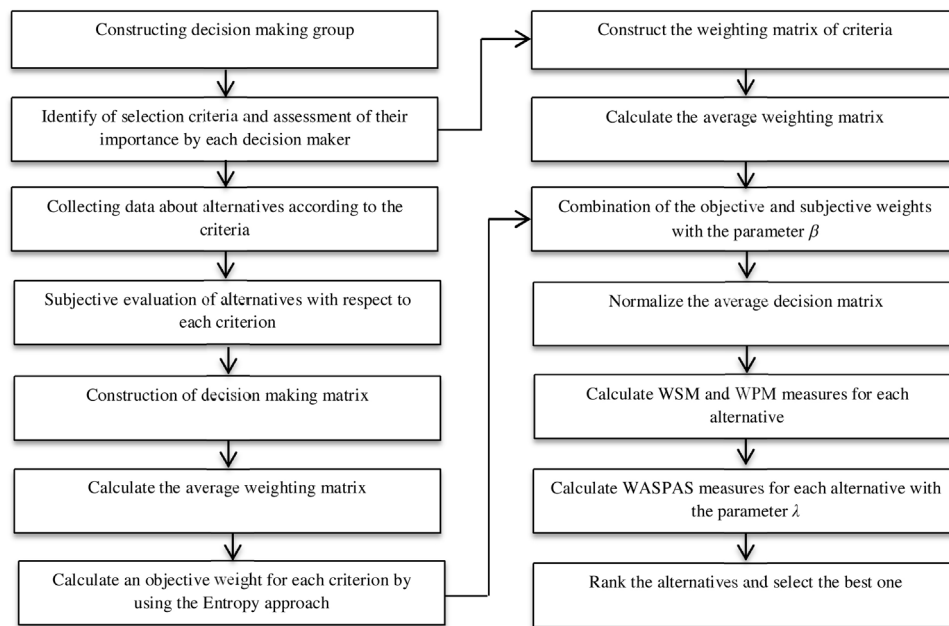 Constructing decision making group
Identify of selection criteria and assessment of their
importance by each decision maker
Collecting data about alternatives according to the
criteria
Subjective evaluation of alternatives with respect to
each criterion
Construction of decision making matrix
Calculate the average weighting matrix
Calculate an objective weight for each criterion by
using the Entropy approach
Construct the weighting matrix of criteria
Calculate the average weighting matrix
Combination of the objective and subjective weights
with the parameter β
Normalize the average decision matrix
Calculate WSM and WPM measures for each
alternative
Calculate WASPAS measures for each alternative with
the parameter λ
Rank the alternatives and select the best one